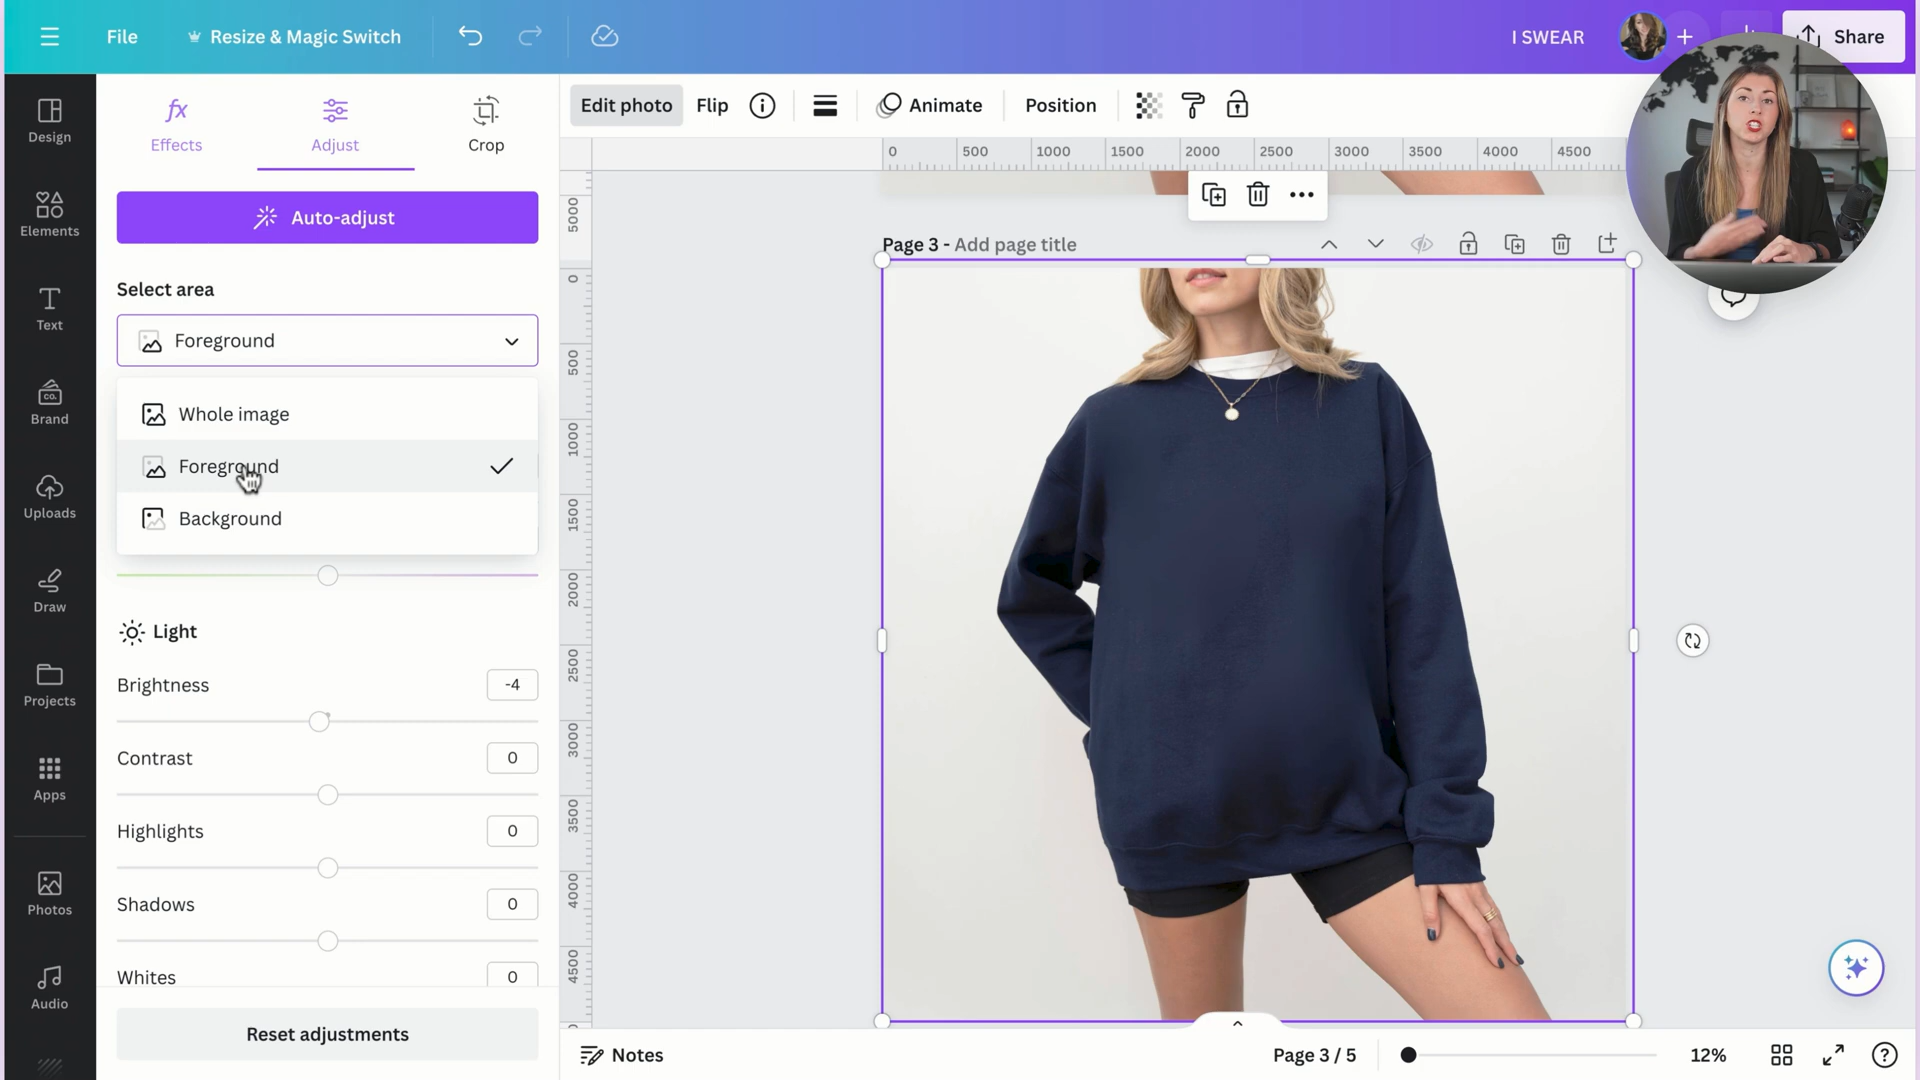 File
Resize & Magic Switch
I SWEAR
Share
Design
Elements
Text
Brand
CO.
Uploads
Draw
Projects
Apps
Photos
Audio
fx
Effects
Adjust
Crop
Auto-adjust
Select area
Foreground
Whole image
Foreground
Background
Light
Brightness
-4
Contrast
0
Highlights
0
Shadows
0
Whites
0
Reset adjustments
Edit photo
Flip
Animate
Position
0 500 1000 1500 2000 2500 3000 3500 4000 4500
5000
0
500
1000
1500
2000
2500
3000
3500
4000
4500
Page 3 - Add page title
Notes
Page 3 / 5
12%